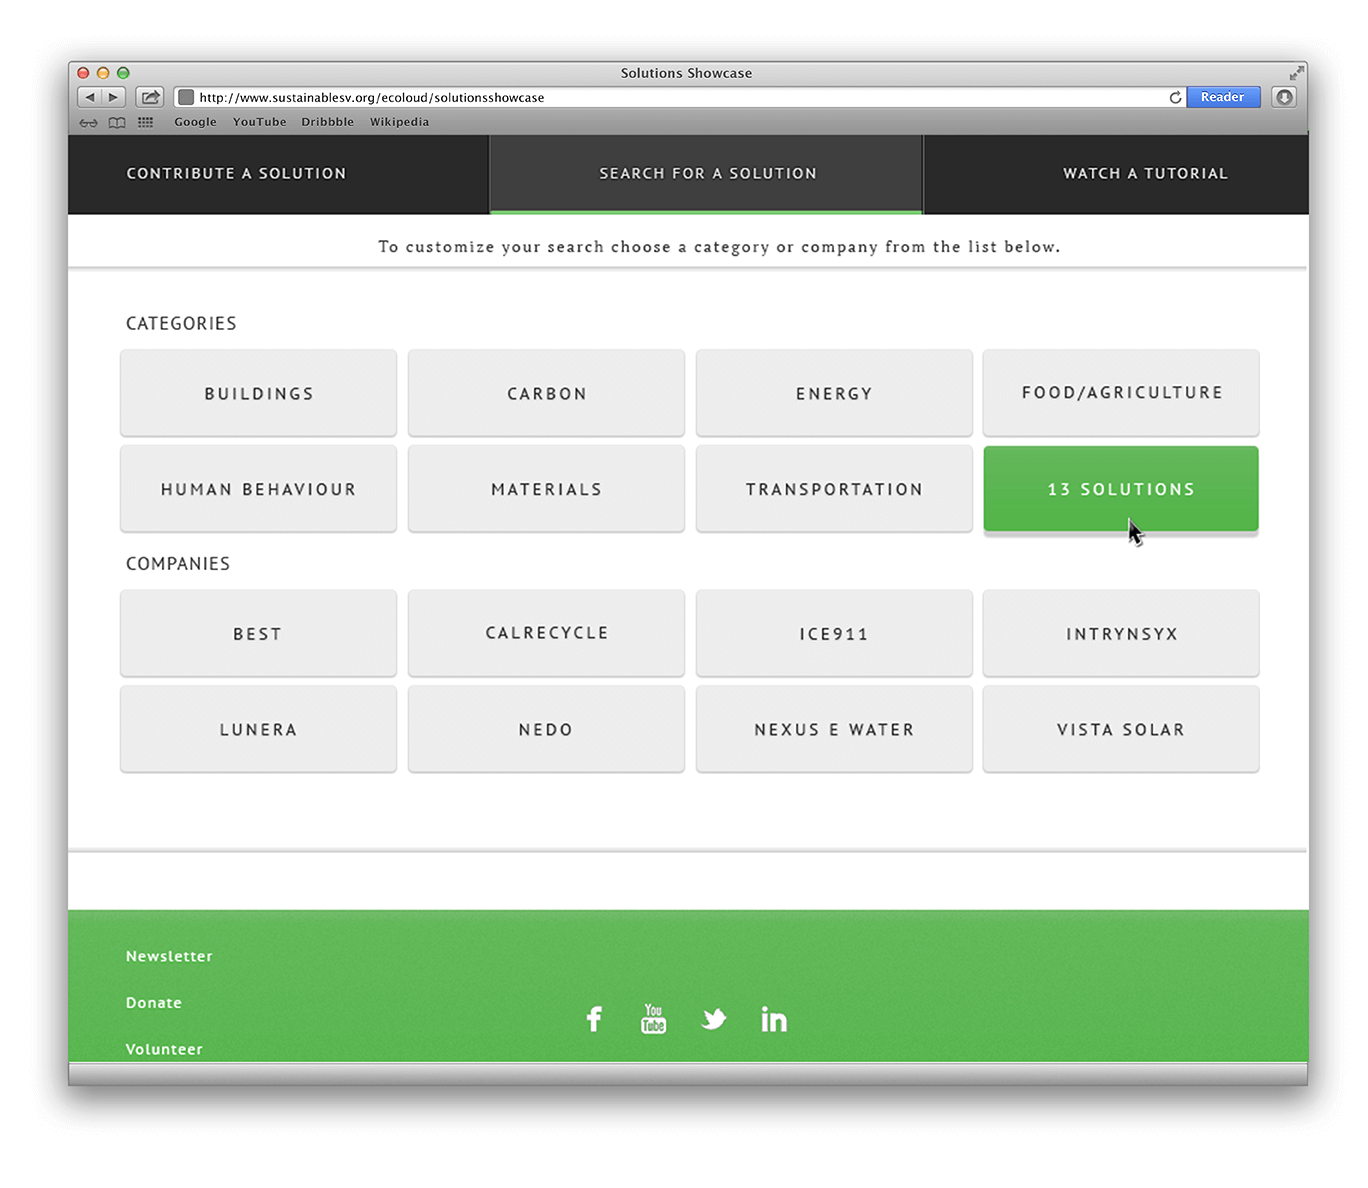 Solutions Showcase
http://www.sustainablesv.org/ecoloud/solutionsshowcase
Reader
Google YouTube Dribbble Wikipedia
CONTRIBUTE A SOLUTION
SEARCH FOR A SOLUTION
WATCH A TUTORIAL
To customize your search choose a category or company from the list below.
CATEGORIES
BUILDINGS
CARBON
ENERGY
FOOD/AGRICULTURE
HUMAN BEHAVIOUR
MATERIALS
TRANSPORTATION
13 SOLUTIONS
COMPANIES
BEST
CALRECYCLE
ICE911
INTRYNSYX
LUNERA
NEDO
NEXUS E WATER
VISTA SOLAR
Newsletter
Donate
Volunteer
f
You
Tube
in